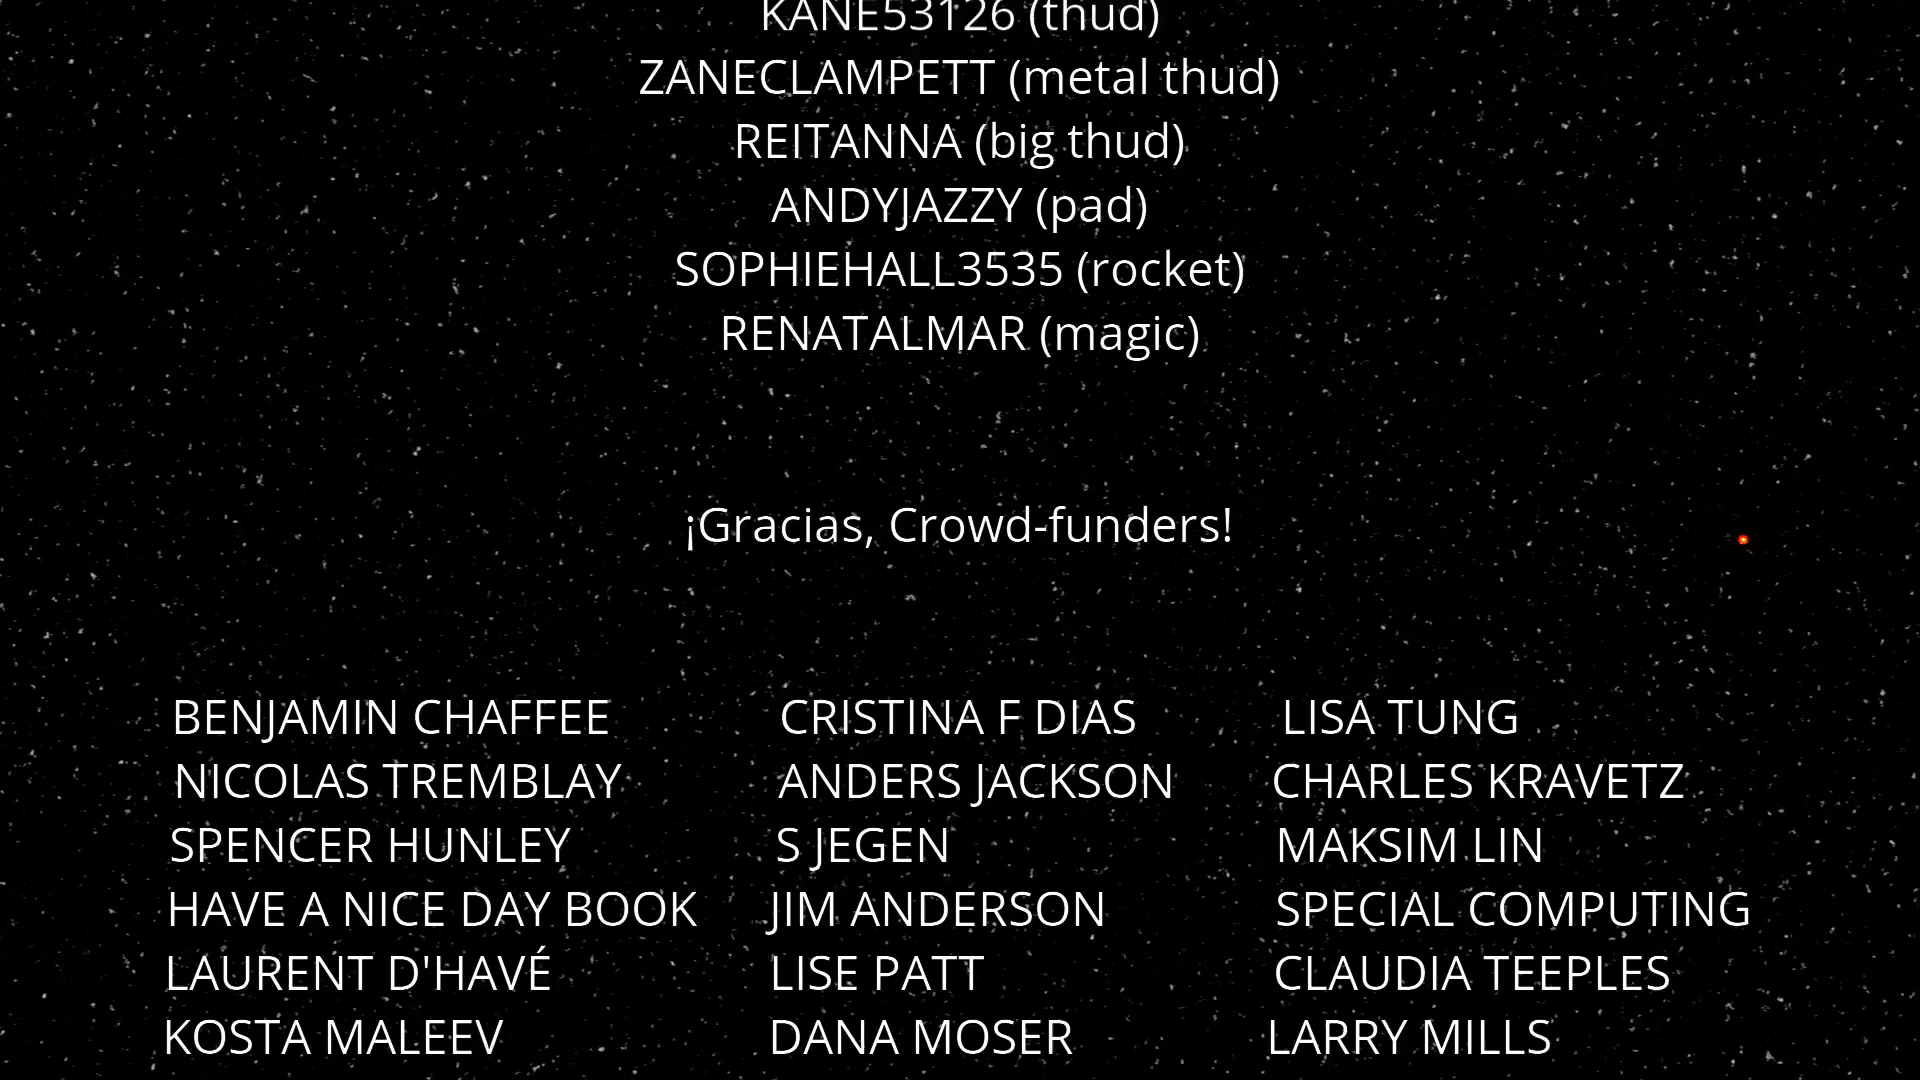 KANE53126 (thud)
ZANECLAMPETT (metal thud)
REITANNA (big thud)
ANDYJAZZY (pad)
SOPHIEHALL3535 (rocket)
RENATALMAR (magic)
¡Gracias, Crowd-funders!
BENJAMIN CHAFFEE CRISTINA F DIAS LISA TUNG
NICOLAS TREMBLAY ANDERS JACKSON CHARLES KRAVETZ
SPENCER HUNLEY S JEGEN MAKSIM LIN
HAVE A NICE DAY BOOK JIM ANDERSON SPECIAL COMPUTING
LAURENT D'HAVÉ LISE PATT CLAUDIA TEEPLES
KOSTA MALEEV DANA MOSER LARRY MILLS